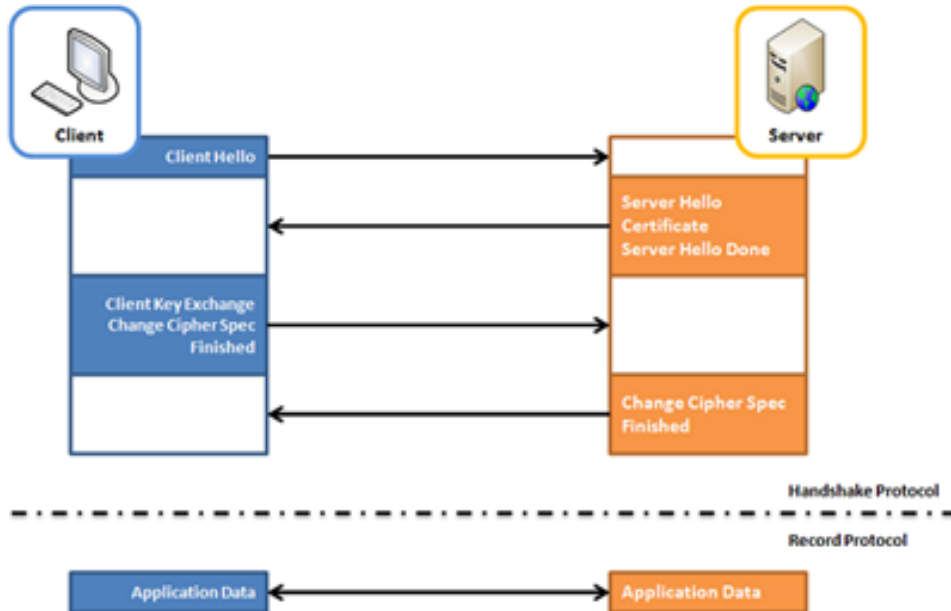 Client
Server
Client Hello
Server Hello
Certificate
Server Hello Done
Client Key Exchange
Change Cipher Spec
Finished
Change Cipher Spec
Finished
Handshake Protocol
Record Protocol
Application Data
Application Data